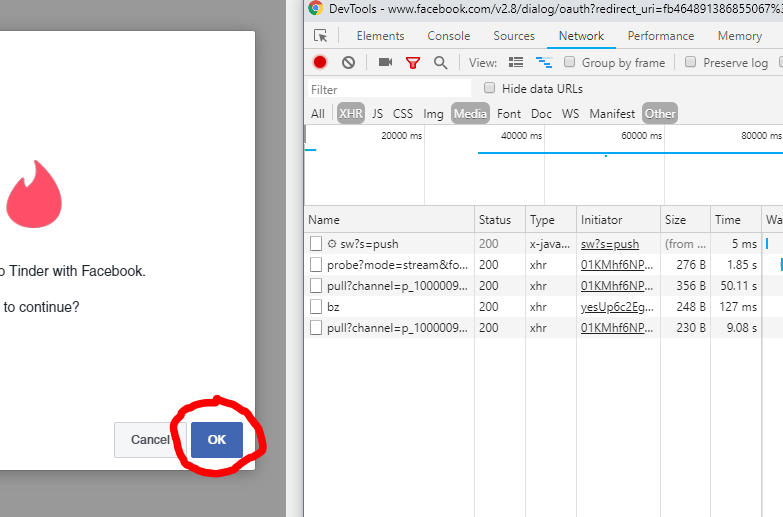 DevTools - www.facebook.com/v2.8/dialog/oauth?redirect_uri=fb464891386855067%
Elements Console Sources Network Performance Memory
View: Group by frame Preserve log
Filter Hide data URLs
All XHR JS CSS Img Media Font Doc WS Manifest Other
20000 ms 40000 ms 60000 ms 80000 ms
Name Status Type Initiator Size Time Wa
sw?s=push 200 x-java... sw?s=push (from ... 5 ms
probe?mode=stream&fo... 200 xhr 01KMhf6NP... 276 B 1.85 s
pull?channel=p_1000009... 200 xhr 01KMhf6NP... 356 B 50.11 s
bz 200 xhr yesUp6c2Eg... 248 B 127 ms
pull?channel=p_1000009... 200 xhr 01KMhf6NP... 230 B 9.08 s
o Tinder with Facebook.
to continue?
Cancel OK